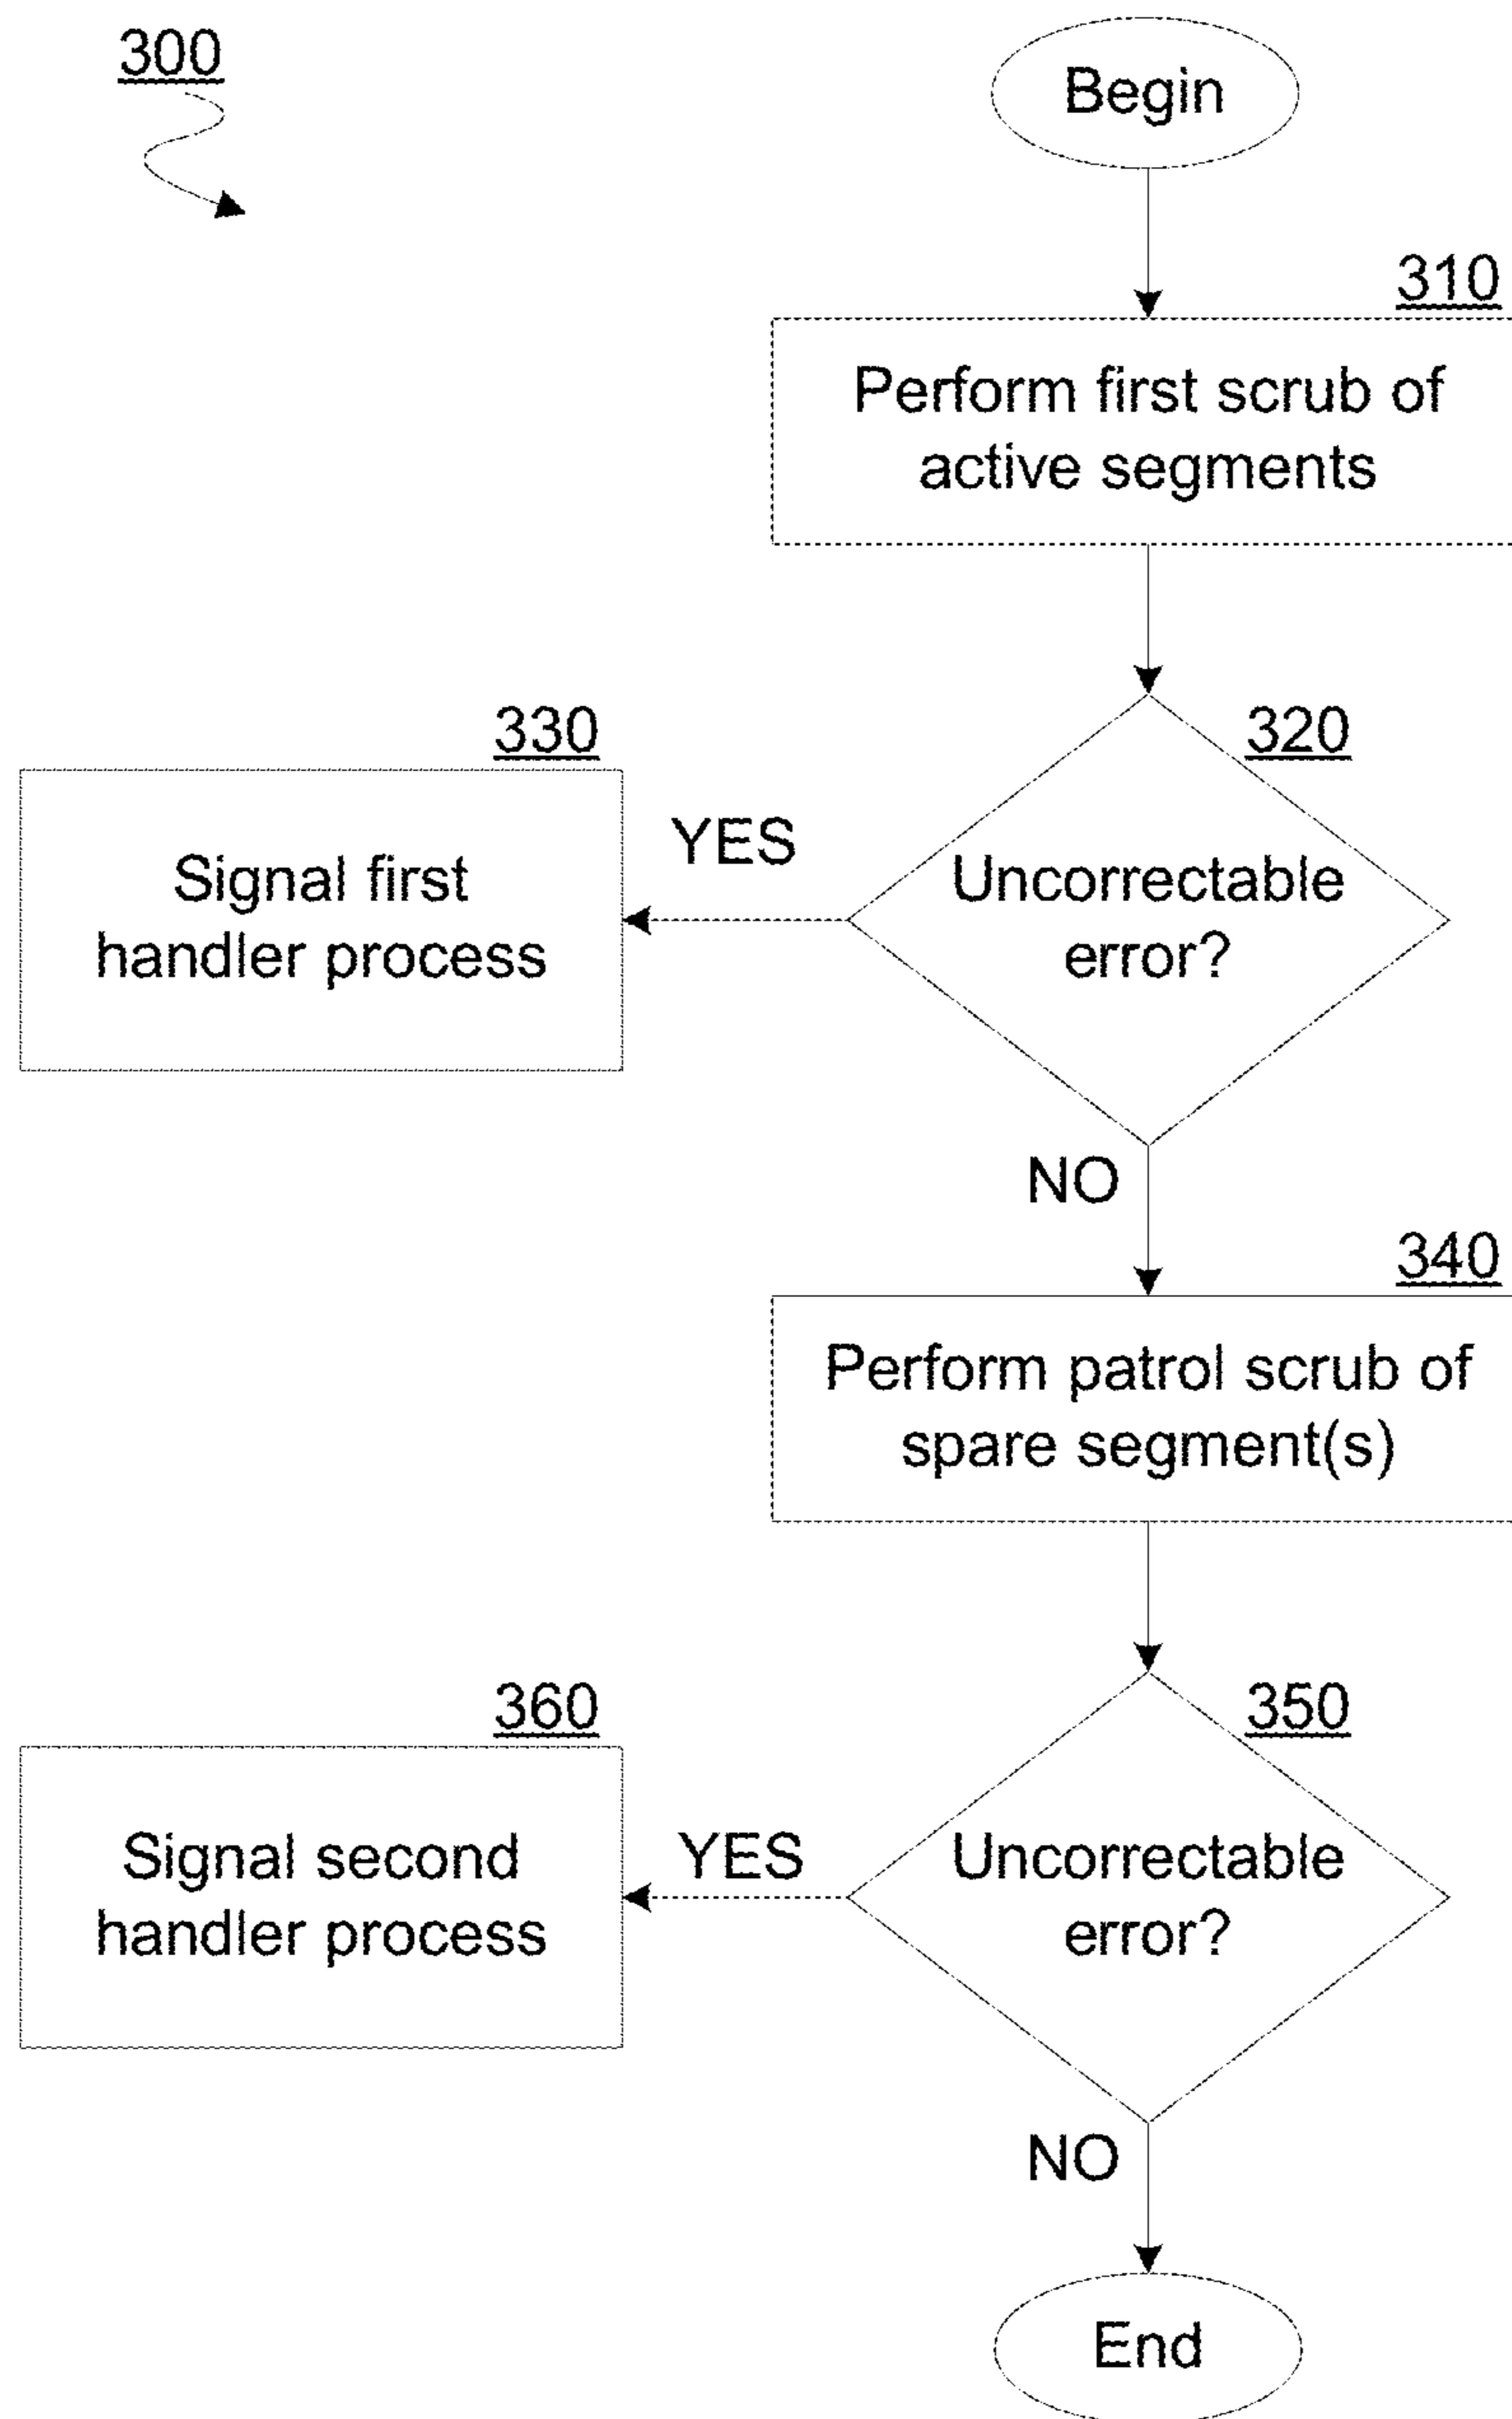 300
Begin
310
Perform first scrub of
active segments
330
320
YES
Signal first
handler process
Uncorrectable
error?
NO
340
Perform patrol scrub of
spare segment(s)
360
350
YES
Signal second
handler process
Uncorrectable
error?
NO
End